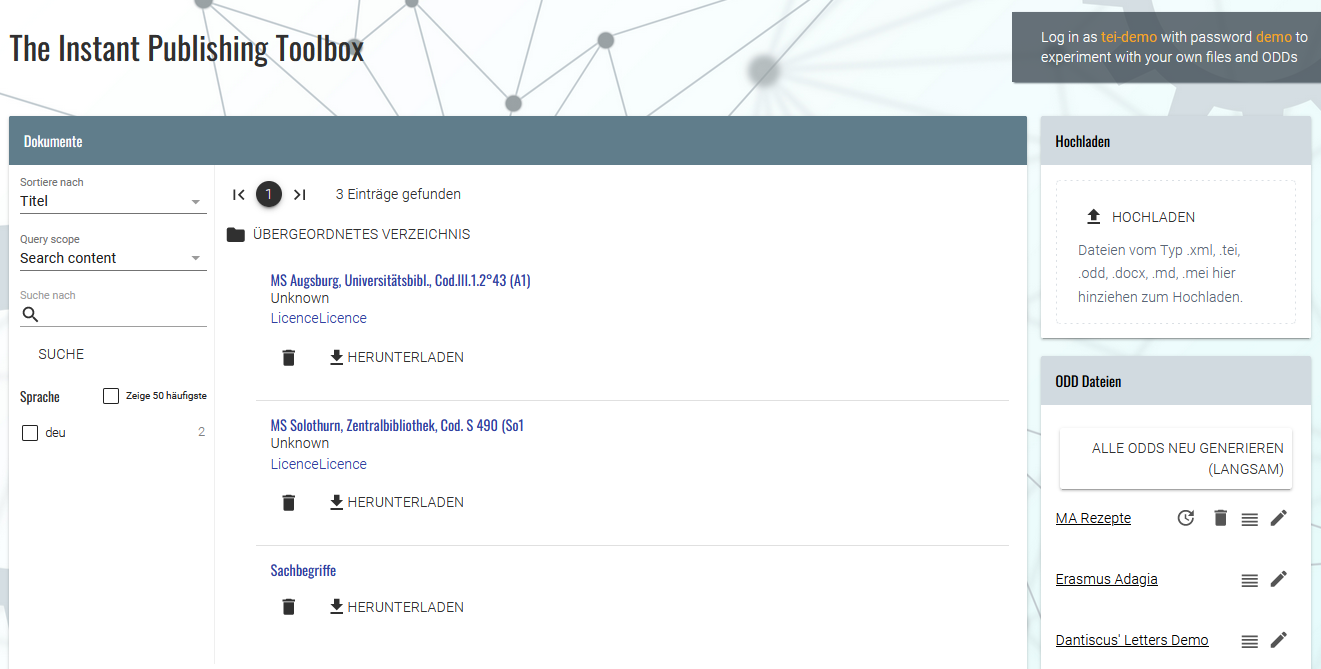 The Instant Publishing Toolbox
Log in as tei-demo with password demo to
experiment with your own files and ODDs
Dokumente
Sortiere nach
Titel
Query scope
Search content
Suche nach
SUCHE
Sprache
Zeige 50 häufigste
deu
2
1
3 Einträge gefunden
ÜBERGEORDNETES VERZEICHNIS
MS Augsburg, Universitätsbibl., Cod.III.1.2°43 (A1)
Unknown
LicenceLicence
HERUNTERLADEN
MS Solothurn, Zentralbibliothek, Cod. S 490 (So1
Unknown
LicenceLicence
HERUNTERLADEN
Sachbegriffe
HERUNTERLADEN
Hochladen
HOCHLADEN
Dateien vom Typ .xml, .tei,
.odd, .docx, .md, .mei hier
hinziehen zum Hochladen.
ODD Dateien
ALLE ODDS NEU GENERIEREN
(LANGSAM)
MA Rezepte
Erasmus Adagia
Dantiscus' Letters Demo